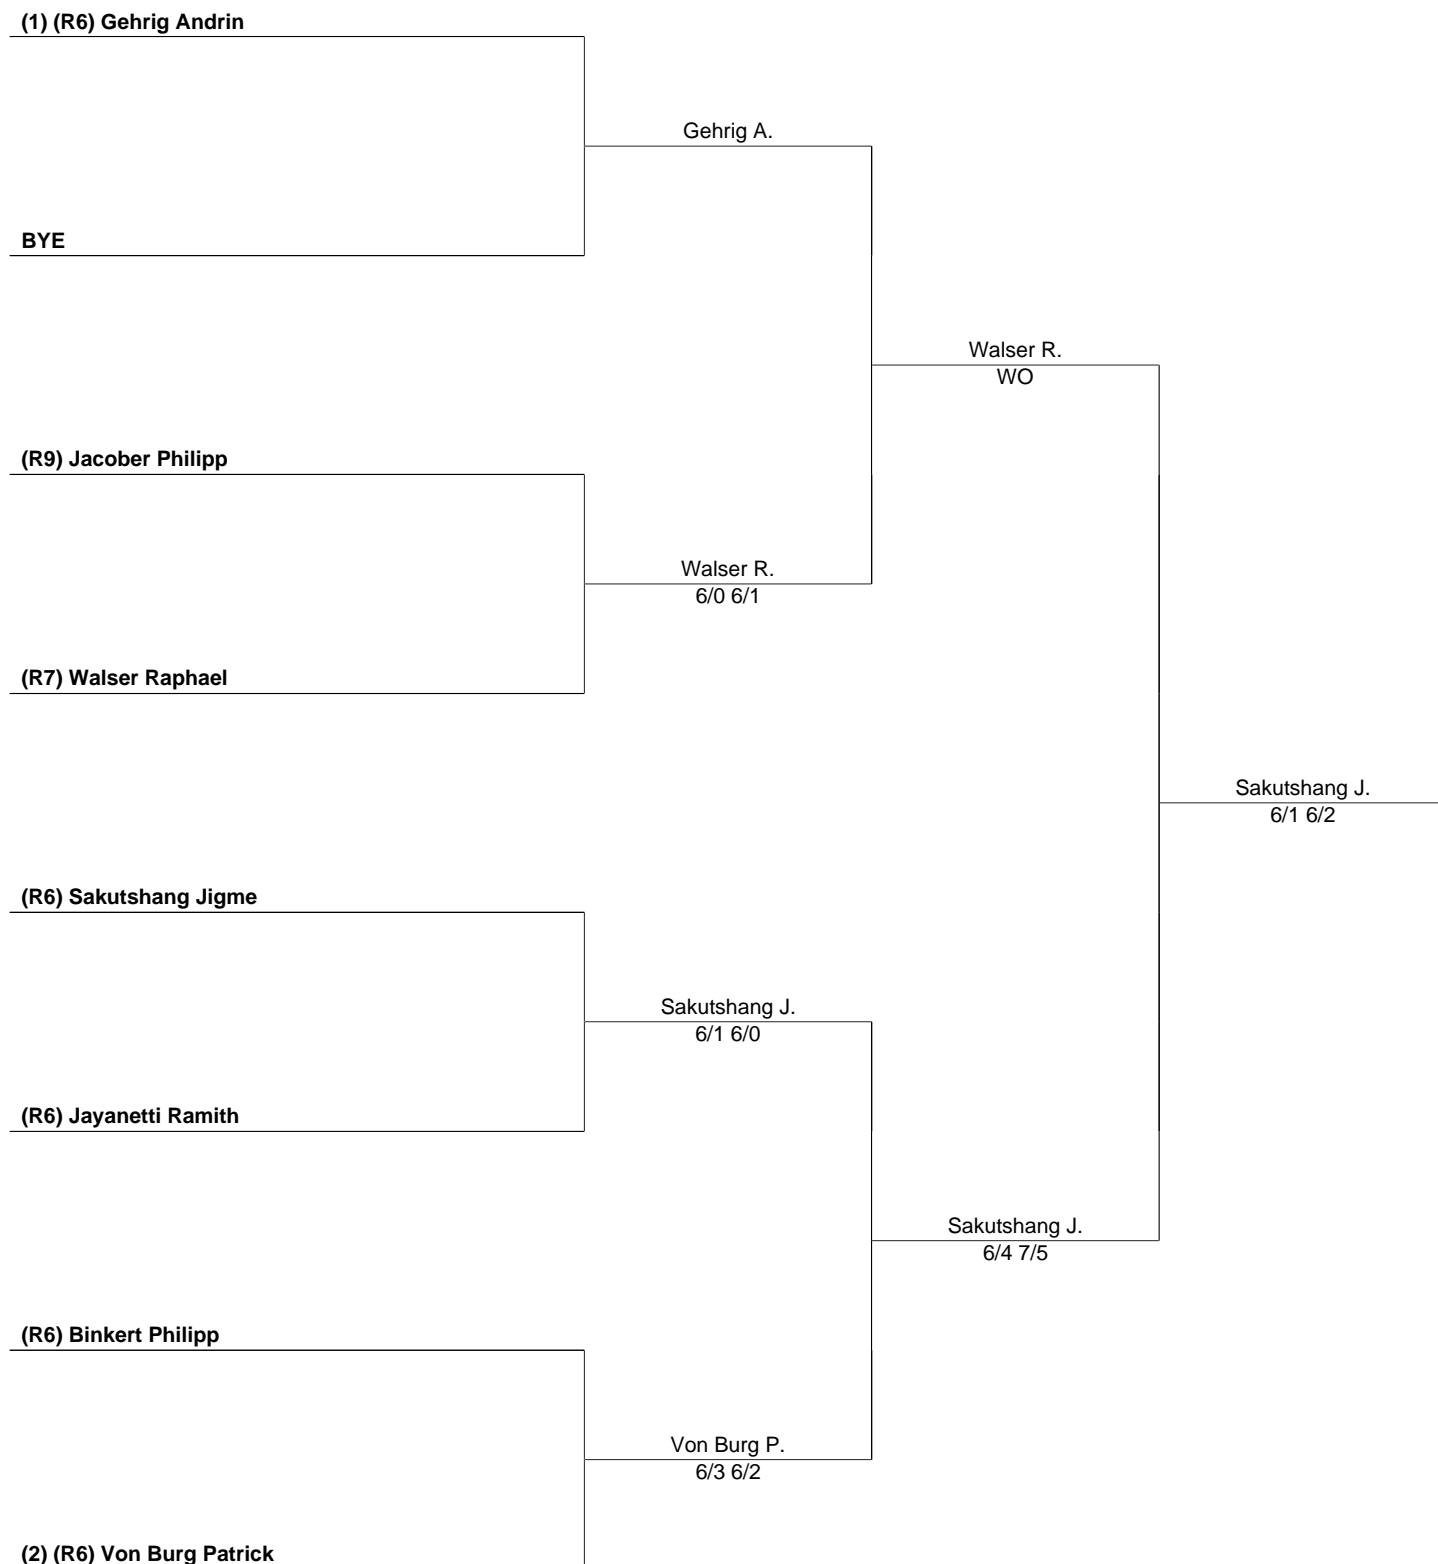 (1) (R6) Gehrig Andrin
Gehrig A.
BYE
Walser R.
WO
(R9) Jacober Philipp
Walser R.
6/0 6/1
(R7) Walser Raphael
Sakutshang J.
6/1 6/2
(R6) Sakutshang Jigme
Sakutshang J.
6/1 6/0
(R6) Jayanetti Ramith
Sakutshang J.
6/4 7/5
(R6) Binkert Philipp
Von Burg P.
6/3 6/2
(2) (R6) Von Burg Patrick